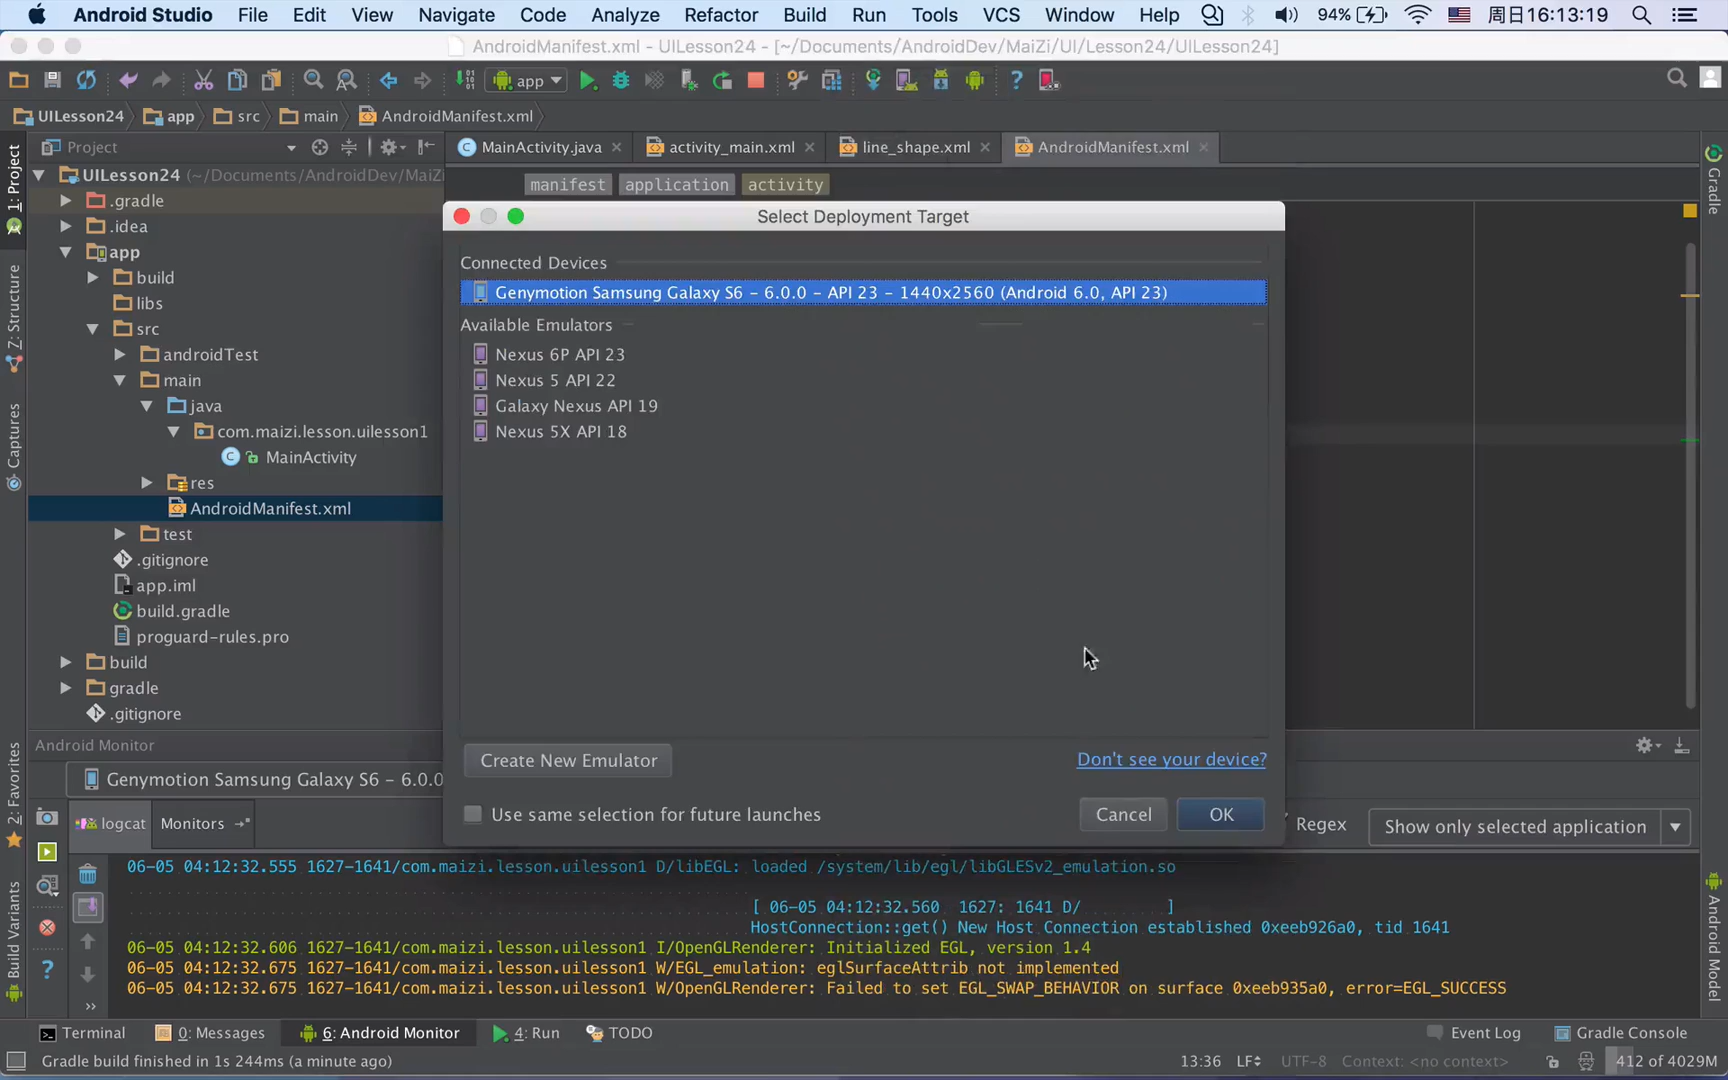 Android Studio File Edit View Navigate Code Analyze Refactor Build Run Tools VCS Window Help 94% 周日16:13:19
AndroidManifest.xml - UILesson24 - [~/Documents/AndroidDev/MaiZi/UI/Lesson24/UILesson24]
app
UILesson24 app src main AndroidManifest.xml
Project
MainActivity.java activity_main.xml line_shape.xml AndroidManifest.xml
manifest application activity
1: Project
Z: Structure
Captures
2: Favorites
Build Variants
UILesson24 (~/Documents/AndroidDev/MaiZi
.gradle
.idea
app
build
libs
src
androidTest
main
java
com.maizi.lesson.uilesson1
MainActivity
res
AndroidManifest.xml
test
.gitignore
app.iml
build.gradle
proguard-rules.pro
build
gradle
.gitignore
Select Deployment Target
Connected Devices
Genymotion Samsung Galaxy S6 - 6.0.0 - API 23 - 1440x2560 (Android 6.0, API 23)
Available Emulators
Nexus 6P API 23
Nexus 5 API 22
Galaxy Nexus API 19
Nexus 5X API 18
Create New Emulator
Don't see your device?
Use same selection for future launches
Cancel OK
Gradle
Android Model
Android Monitor
Genymotion Samsung Galaxy S6 - 6.0.0
logcat Monitors
Regex Show only selected application
06-05 04:12:32.555 1627-1641/com.maizi.lesson.uilesson1 D/libEGL: loaded /system/lib/egl/libGLESv2_emulation.so
[ 06-05 04:12:32.560 1627: 1641 D/ ]
HostConnection::get() New Host Connection established 0xeeb926a0, tid 1641
06-05 04:12:32.606 1627-1641/com.maizi.lesson.uilesson1 I/OpenGLRenderer: Initialized EGL, version 1.4
06-05 04:12:32.675 1627-1641/com.maizi.lesson.uilesson1 W/EGL_emulation: eglSurfaceAttrib not implemented
06-05 04:12:32.675 1627-1641/com.maizi.lesson.uilesson1 W/OpenGLRenderer: Failed to set EGL_SWAP_BEHAVIOR on surface 0xeeb935a0, error=EGL_SUCCESS
Terminal 0: Messages 6: Android Monitor 4: Run TODO Event Log Gradle Console
Gradle build finished in 1s 244ms (a minute ago) 13:36 LF UTF-8 Context: <no context> 412 of 4029M